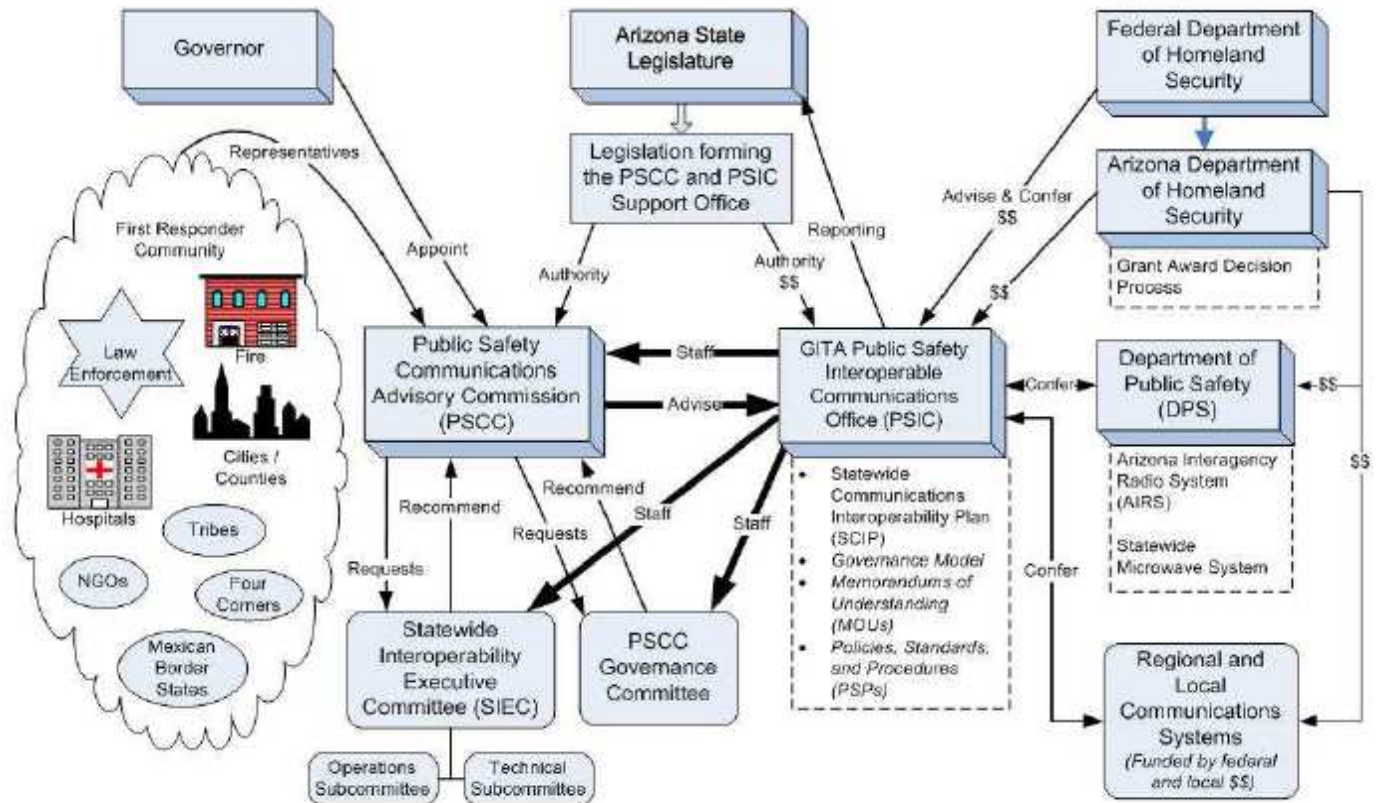 Governor
Arizona State
Legislature
Federal Department
of Homeland
Security
Representatives
Legislation forming
the PSCC and PSIC
Support Office
Arizona Department
of Homeland
Security
Advise & Confer
$$
First Responder
Community
Appoint
Reporting
Authority
Authority
$$
$$
Grant Award Decision
Process
Law
Enforcement
Fire
Public Safety
Communications
Advisory Commission
(PSCC)
Staff
Advise
GITA Public Safety
Interoperable
Communications
Office (PSIC)
Confer
Department of
Public Safety
(DPS)
$$
$$
Cities /
Counties
Hospitals
Tribes
NGOs
Four
Corners
Mexican
Border
States
Recommend
Requests
Recommend
Requests
Staff
Staff
• Statewide
Communications
Interoperability Plan
(SCIP)
• Governance Model
• Memorandums of
Understanding
(MOUs)
• Policies, Standards,
and Procedures
(PSPs)
Arizona Interagency
Radio System
(AIRS)
Statewide
Microwave System
Confer
Statewide
Interoperability
Executive
Committee (SIEC)
PSCC
Governance
Committee
Regional and
Local
Communications
Systems
(Funded by federal
and local $$)
Operations
Subcommittee
Technical
Subcommittee